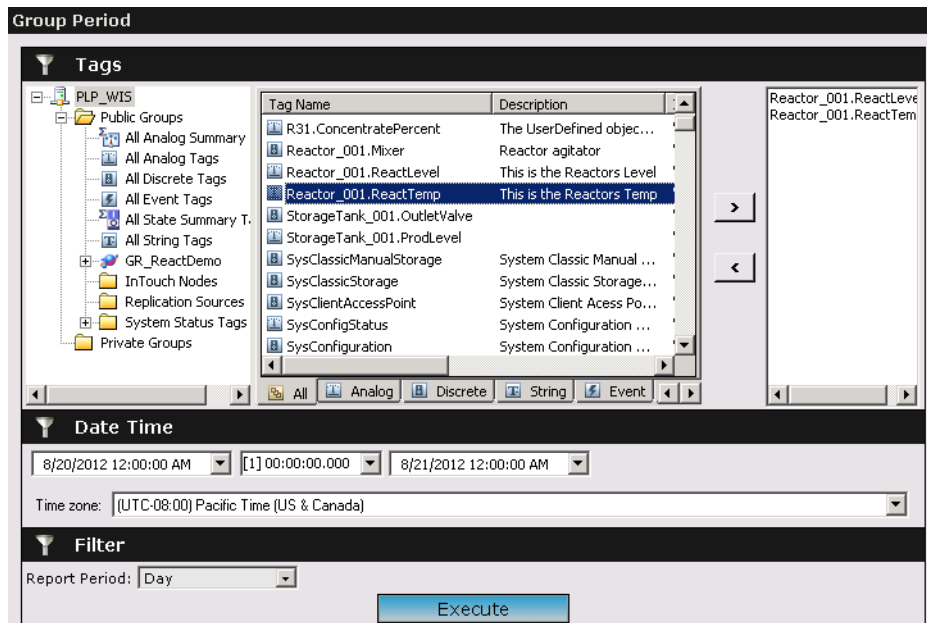 Group Period
Tags
PLP_WIS
Public Groups
All Analog Summary
All Analog Tags
All Discrete Tags
All Event Tags
All State Summary T
All String Tags
GR_ReactDemo
InTouch Nodes
Replication Sources
System Status Tags
Private Groups
Tag Name Description
R31.ConcentratePercent The UserDefined objec...
Reactor_001.Mixer Reactor agitator
Reactor_001.ReactLevel This is the Reactors Level
Reactor_001.ReactTemp This is the Reactors Temp
StorageTank_001.OutletValve
StorageTank_001.ProdLevel
SysClassicManualStorage System Classic Manual ...
SysClassicStorage System Classic Storage...
SysClientAccessPoint System Client Acess Po...
SysConfigStatus System Configuration ...
SysConfiguration System Configuration ...
All Analog Discrete String Event
>
<
Reactor_001.ReactLeve
Reactor_001.ReactTem
Date Time
8/20/2012 12:00:00 AM [1] 00:00:00.000 8/21/2012 12:00:00 AM
Time zone: (UTC-08:00) Pacific Time (US & Canada)
Filter
Report Period: Day
Execute